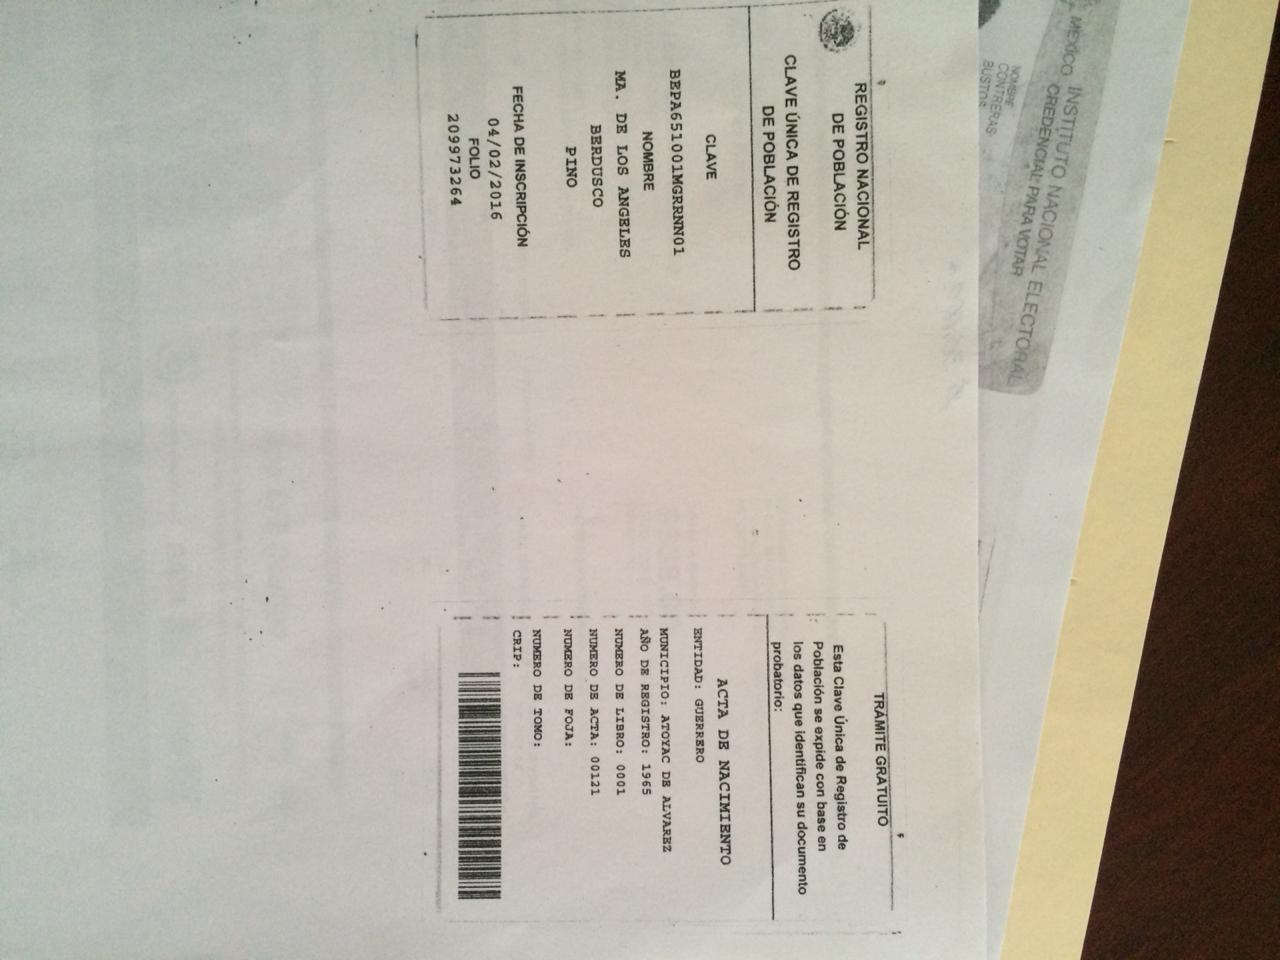 MÉXICO INSTITUTO NACIONAL ELECTORAL
CREDENCIAL PARA VOTAR
NOMBRE
CONTRERAS
BUSTOS
REGISTRO NACIONAL
DE POBLACIÓN
CLAVE ÚNICA DE REGISTRO
DE POBLACIÓN
CLAVE
BEPA651001MGRRNN01
NOMBRE
MA. DE LOS ANGELES
BERDUSCO
PINO
FECHA DE INSCRIPCIÓN
04/02/2016
FOLIO
209973264
TRÁMITE GRATUITO
Esta Clave Única de Registro de
Población se expide con base en
los datos que identifican su documento
probatorio:
ACTA DE NACIMIENTO
ENTIDAD: GUERRERO
MUNICIPIO: ATOYAC DE ALVAREZ
AÑO DE REGISTRO: 1965
NUMERO DE LIBRO: 0001
NUMERO DE ACTA: 00121
NUMERO DE FOJA:
NUMERO DE TOMO:
CRIP: